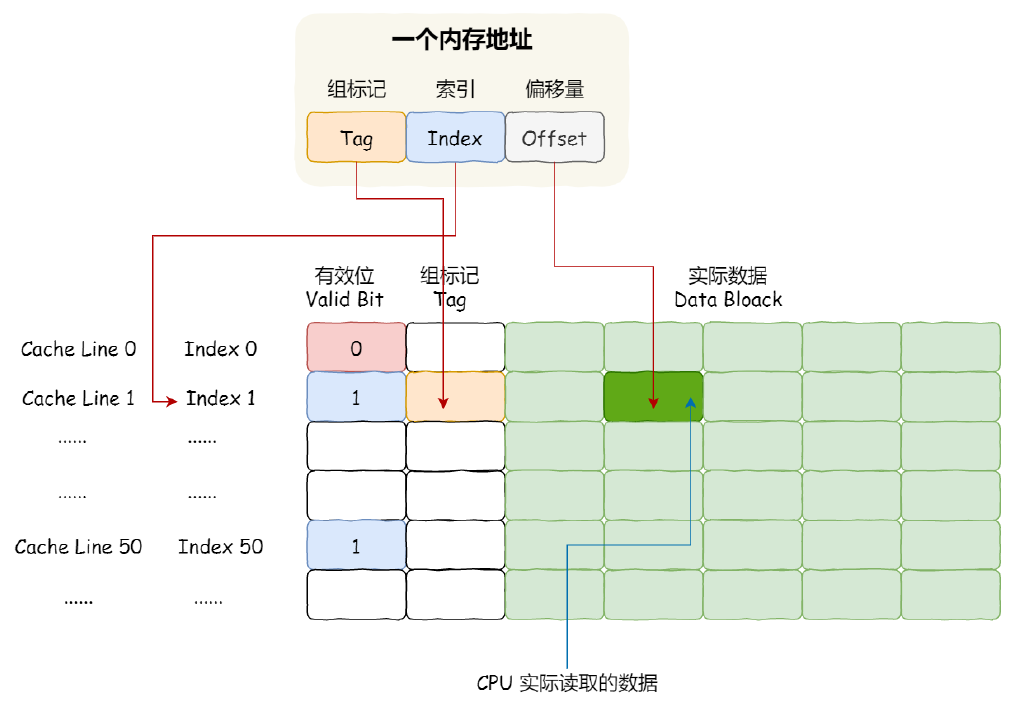 一个内存地址
组标记 索引 偏移量
Tag Index Offset
有效位 组标记 实际数据
Valid Bit Tag Data Bloack
Cache Line 0 Index 0 0
Cache Line 1 Index 1 1
...... ......
...... ......
Cache Line 50 Index 50 1
...... ......
CPU 实际读取的数据